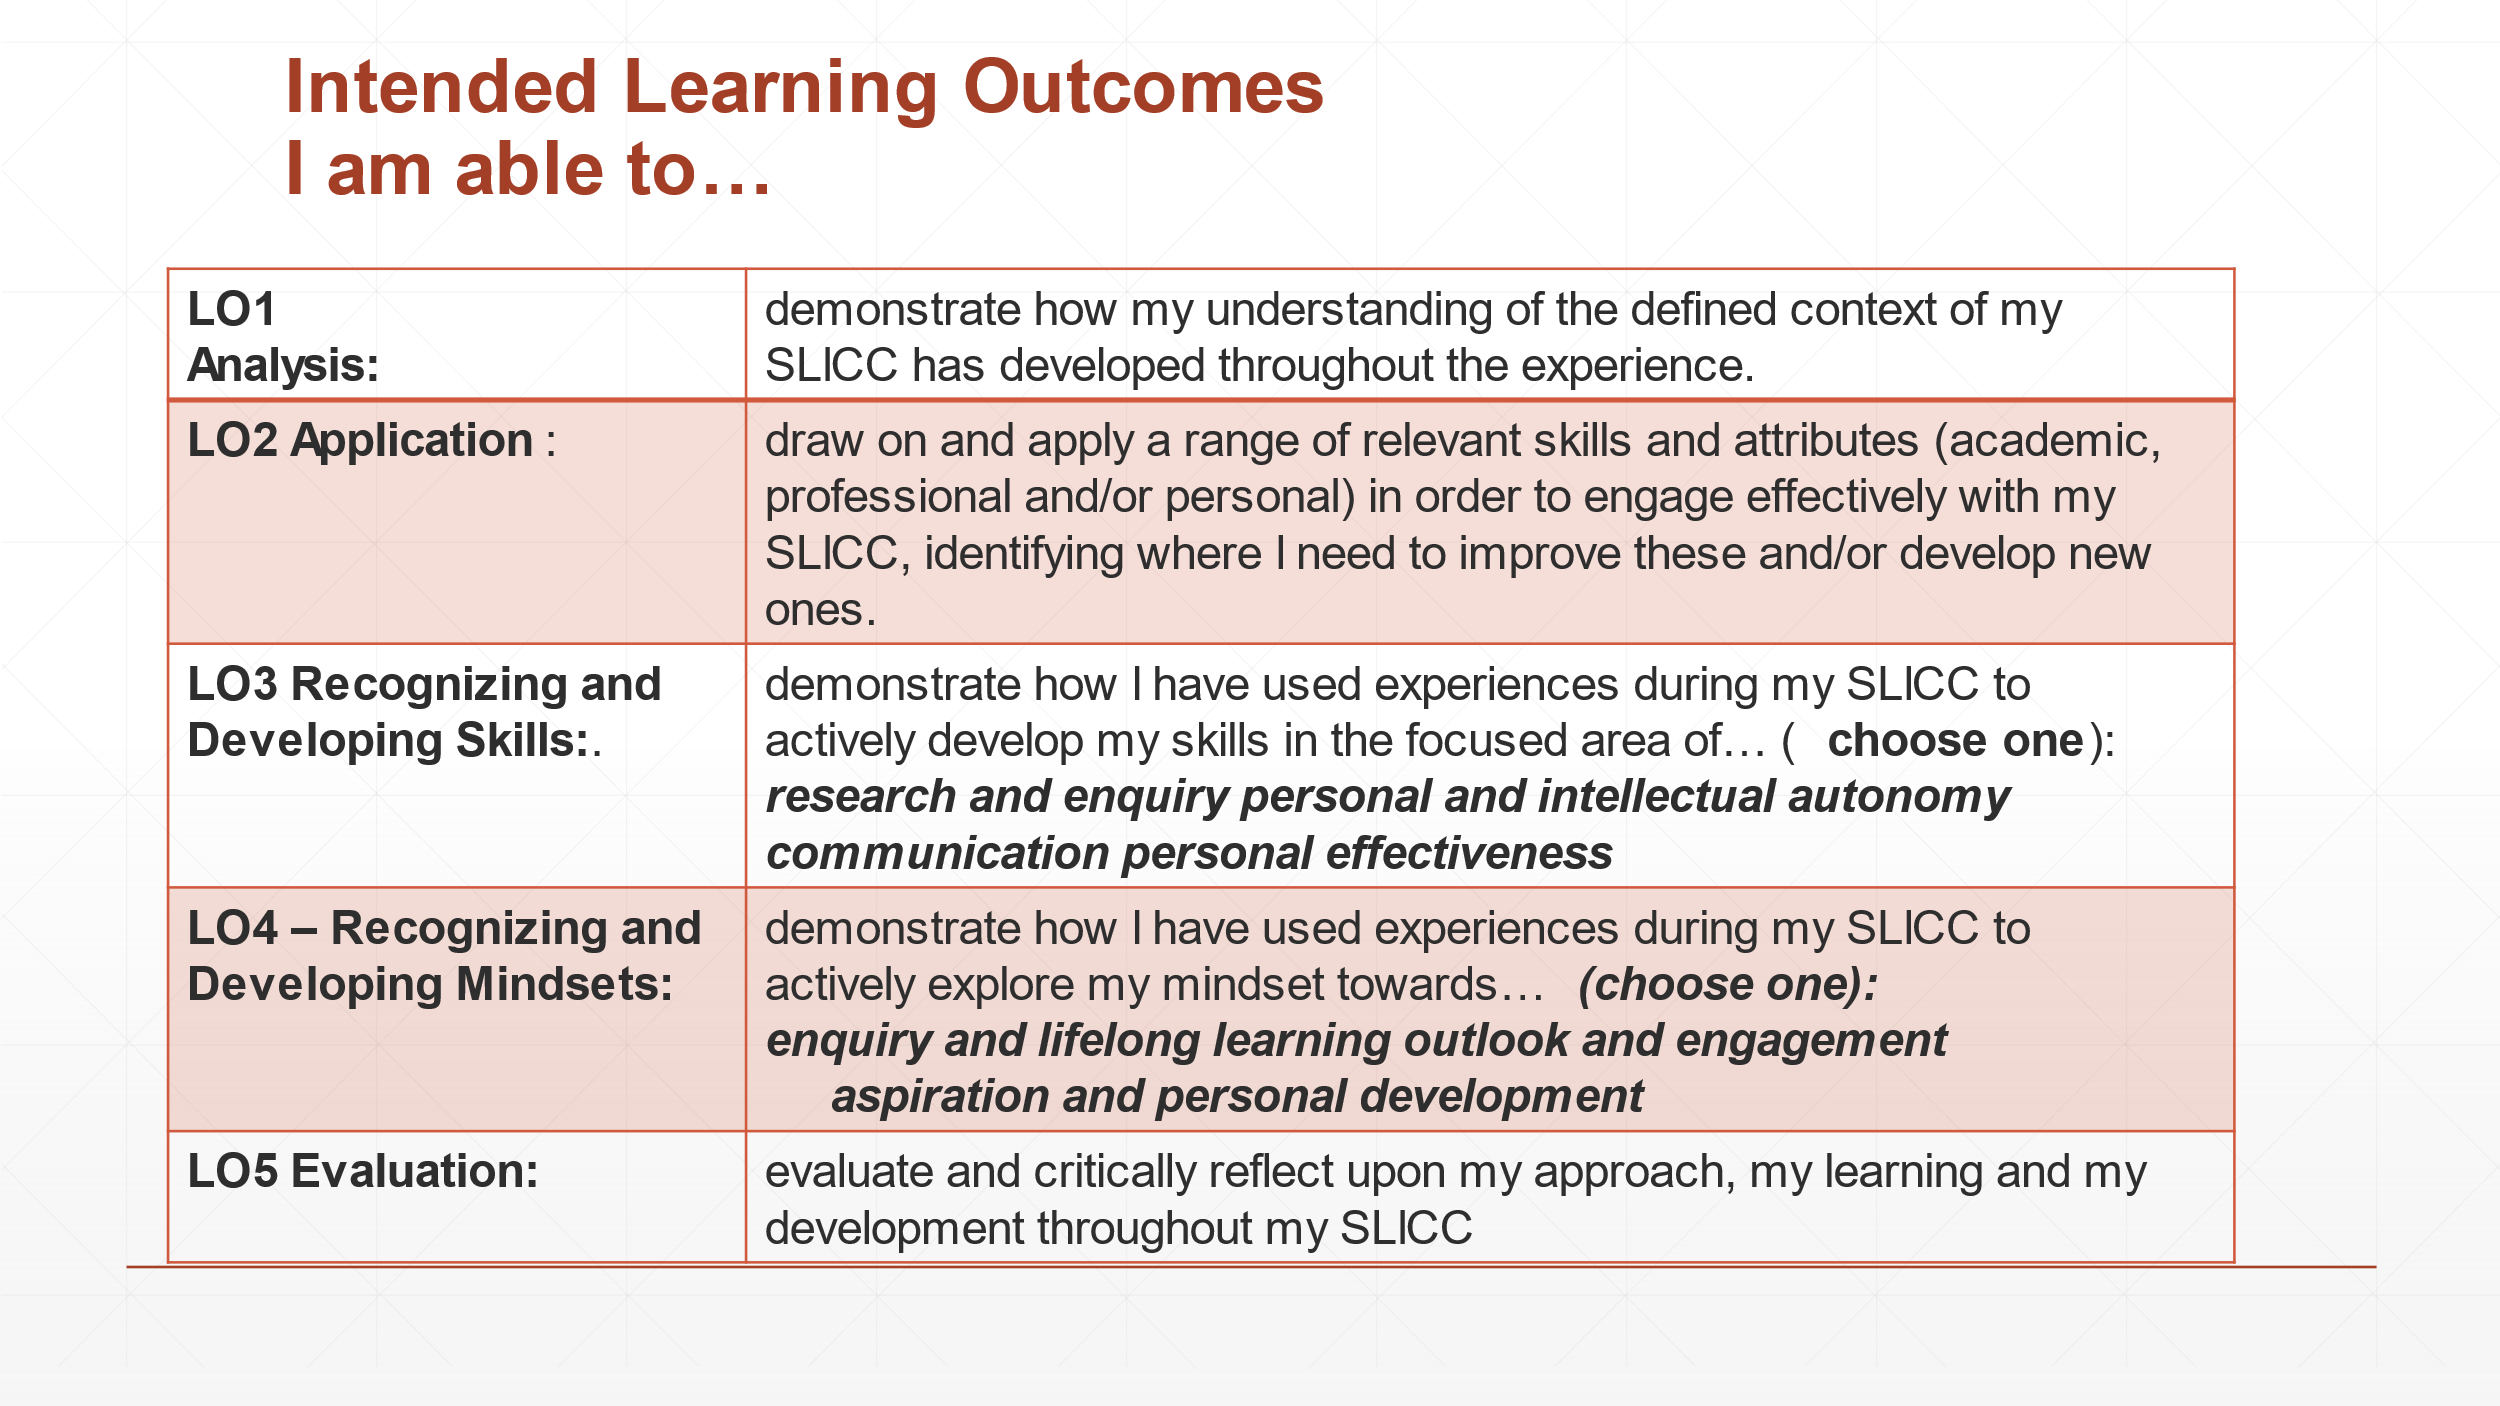 Intended Learning Outcomes
I am able to…
LO1
Analysis:
demonstrate how my understanding of the defined context of my
SLICC has developed throughout the experience.
LO2 Application :
draw on and apply a range of relevant skills and attributes (academic,
professional and/or personal) in order to engage effectively with my
SLICC, identifying where I need to improve these and/or develop new
ones.
LO3 Recognizing and
Developing Skills:.
demonstrate how I have used experiences during my SLICC to
actively develop my skills in the focused area of… ( choose one):
research and enquiry personal and intellectual autonomy
communication personal effectiveness
LO4 – Recognizing and
Developing Mindsets:
demonstrate how I have used experiences during my SLICC to
actively explore my mindset towards… (choose one):
enquiry and lifelong learning outlook and engagement
aspiration and personal development
LO5 Evaluation:
evaluate and critically reflect upon my approach, my learning and my
development throughout my SLICC